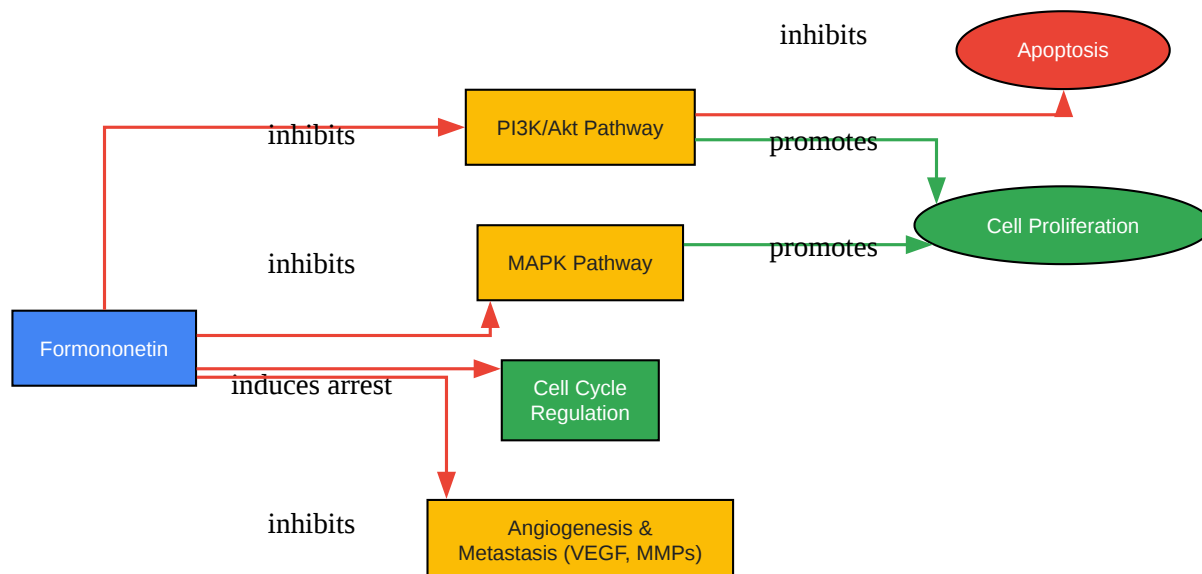 inhibits
Apoptosis
PI3K/Akt Pathway
inhibits
promotes
Cell Proliferation
promotes
inhibits
MAPK Pathway
Formononetin
induces arrest
Cell Cycle
Regulation
inhibits
Angiogenesis &
Metastasis (VEGF, MMPs)